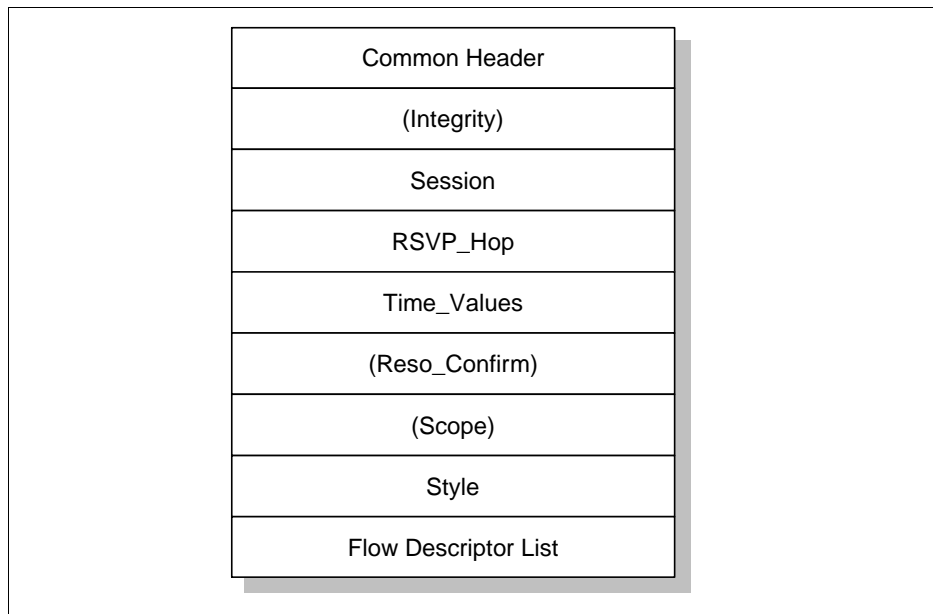 Common Header
(Integrity)
Session
RSVP_Hop
Time_Values
(Reso_Confirm)
(Scope)
Style
Flow Descriptor List